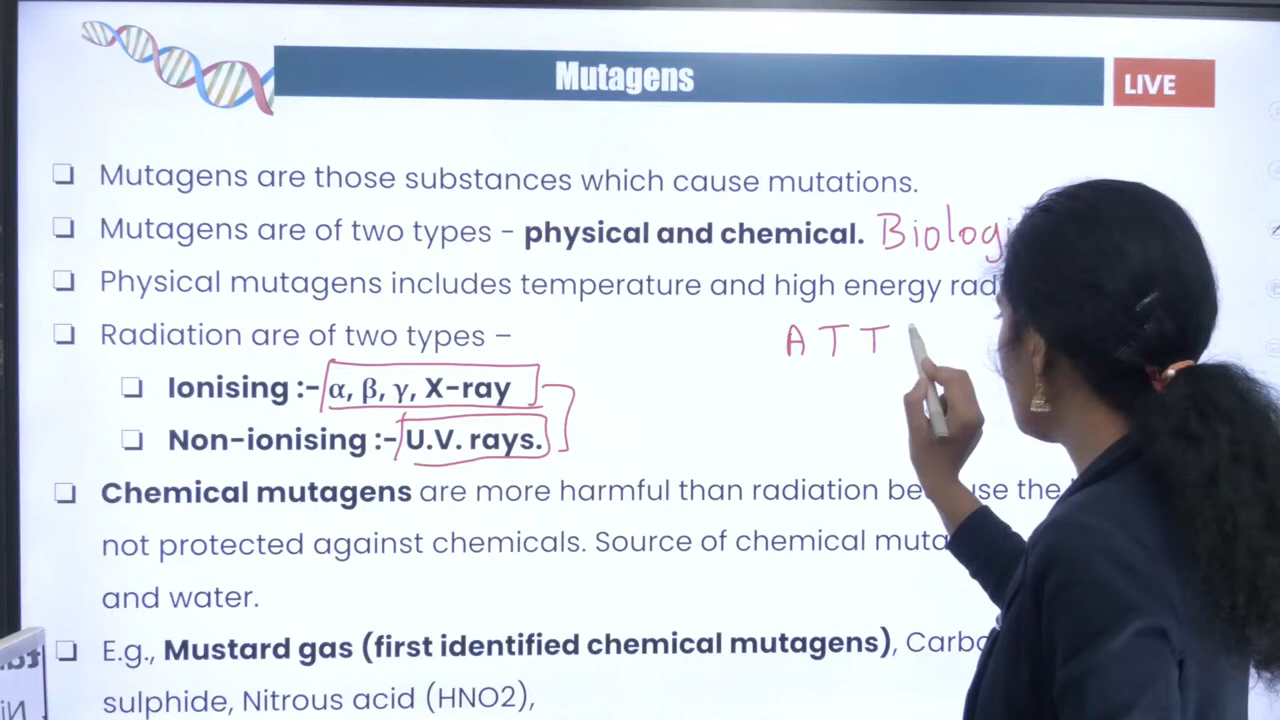 Mutagens
LIVE
Mutagens are those substances which cause mutations.
Mutagens are of two types - physical and chemical. Biolog
Physical mutagens includes temperature and high energy rad
Radiation are of two types –
A T T
Ionising :- α, β, γ, X-ray
Non-ionising :- U.V. rays.
Chemical mutagens are more harmful than radiation be use the
not protected against chemicals. Source of chemical muta
and water.
E.g., Mustard gas (first identified chemical mutagens), Carbo
sulphide, Nitrous acid (HNO2),